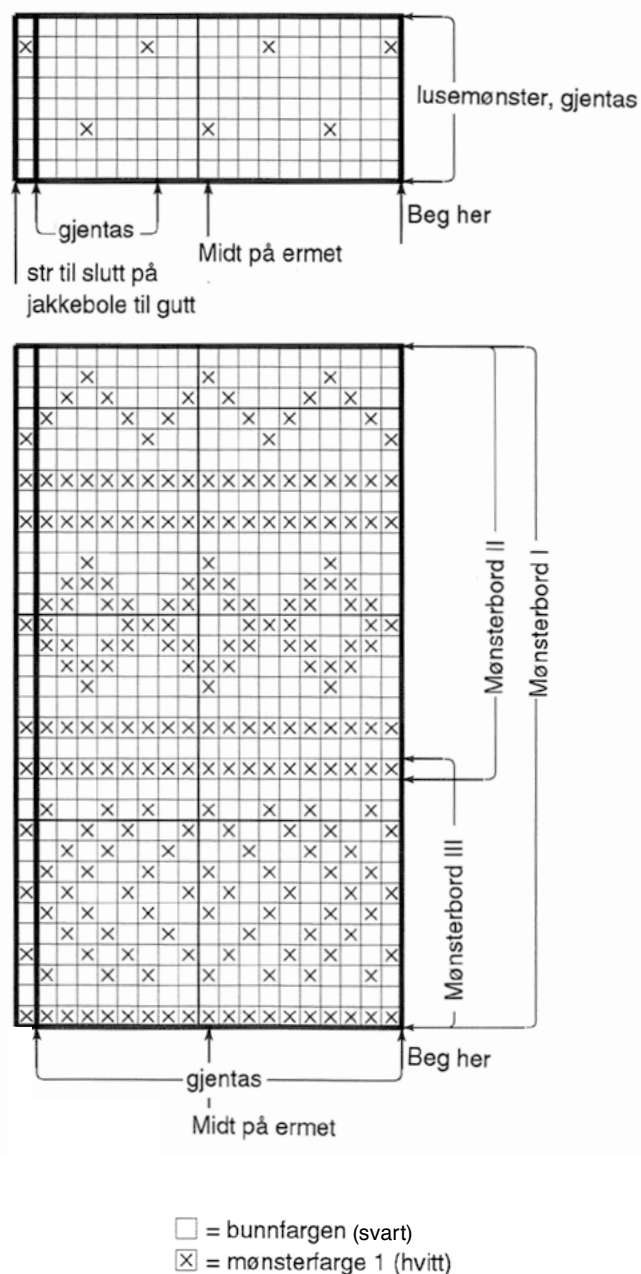 lusemønster, gjentas
Beg her
gjentas
Midt på ermet
str til slutt på
jakkebole til gutt
Mønsterbord II
Mønsterbord I
Mønsterbord III
Beg her
gjentas
Midt på ermet
= bunnfargen (svart)
= mønsterfarge 1 (hvitt)